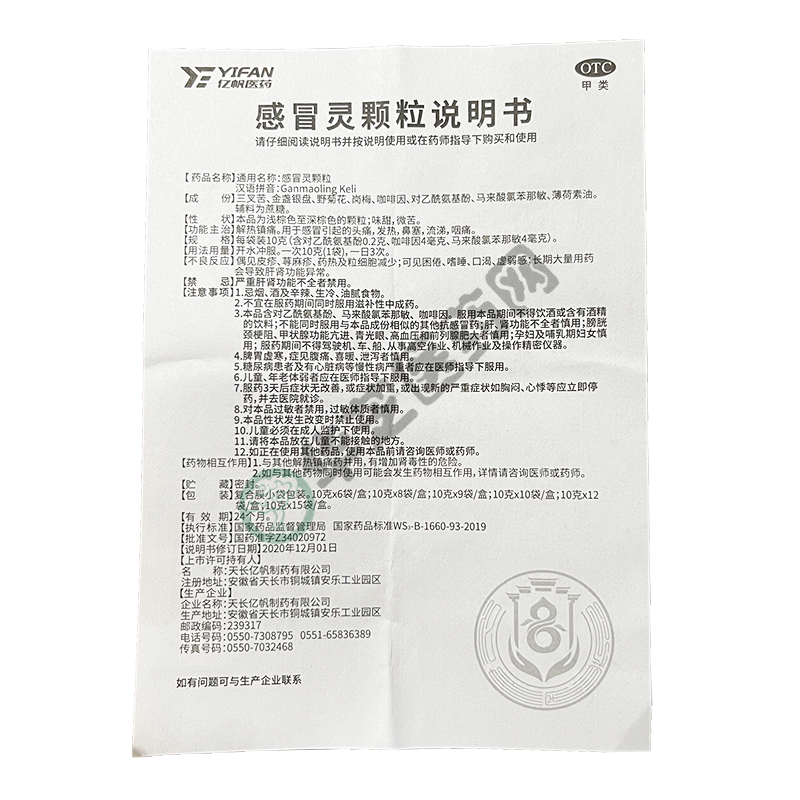 YIFAN
亿帆医药
OTC
甲类
感冒灵颗粒说明书
请仔细阅读说明书并按说明使用或在药师指导下购买和使用
【药品名称】通用名称:感冒灵颗粒
汉语拼音:Ganmaoling Keli
【成 份】三叉苦、金盏银盘、野菊花、岗梅、咖啡因、对乙酰氨基酚、马来酸氯苯那敏、薄荷素油。
辅料为蔗糖。
【性 状】本品为浅棕色至深棕色的颗粒;味甜,微苦。
【功能主治】解热镇痛。用于感冒引起的头痛,发热,鼻塞,流涕,咽痛。
【规 格】每袋装10克(含对乙酰氨基酚0.2克、咖啡因4毫克、马来酸氯苯那敏4毫克)。
【用法用量】开水冲服。一次10克(1袋),一日3次。
【不良反应】偶见皮疹、荨麻疹、药热及粒细胞减少;可见困倦、嗜睡、口渴、虚弱感;长期大量用药
会导致肝肾功能异常。
【禁 忌】严重肝肾功能不全者禁用。
【注意事项】1.忌烟、酒及辛辣、生冷、油腻食物。
2.不宜在服药期间同时服用滋补性中成药。
3.本品含对乙酰氨基酚、马来酸氯苯那敏、咖啡因。服用本品期间不得饮酒或含有酒精
的饮料;不能同时服用与本品成份相似的其他抗感冒药;肝、肾功能不全者慎用;膀胱
颈梗阻、甲状腺功能亢进、青光眼、高血压和前列腺肥大者慎用;孕妇及哺乳期妇女慎
用;服药期间不得驾驶机、车、船、从事高空作业、机械作业及操作精密仪器。
4.脾胃虚寒,症见腹痛、喜暖、泄泻者慎用。
5.糖尿病患者及有心脏病等慢性病严重者应在医师指导下服用。
6.儿童、年老体弱者应在医师指导下服用。
7.服药3天后症状无改善,或症状加重,或出现新的严重症状如胸闷、心悸等应立即停
药,并去医院就诊。
8.对本品过敏者禁用,过敏体质者慎用。
9.本品性状发生改变时禁止使用。
10.儿童必须在成人监护下使用。
11.请将本品放在儿童不能接触的地方。
12.如正在使用其他药品,使用本品前请咨询医师或药师。
【药物相互作用】1.与其他解热镇痛药并用,有增加肾毒性的危险。
2.如与其他药物同时使用可能会发生药物相互作用,详情请咨询医师或药师。
【贮 藏】密封。
【包 装】复合膜小袋包装。10克x6袋/盒;10克x8袋/盒;10克x9袋/盒;10克x10袋/盒;10克x12
袋/盒;10克x15袋/盒。
【有 效 期】24个月。
【执行标准】国家药品监督管理局 国家药品标准WS₃-B-1660-93-2019
【批准文号】国药准字Z34020972
【说明书修订日期】2020年12月01日
【上市许可持有人】
名 称:天长亿帆制药有限公司
注册地址:安徽省天长市铜城镇安乐工业园区
【生产企业】
企业名称:天长亿帆制药有限公司
生产地址:安徽省天长市铜城镇安乐工业园区
邮政编码:239317
电话号码:0550-7308795 0551-65836389
传真号码:0550-7032468
如有问题可与生产企业联系